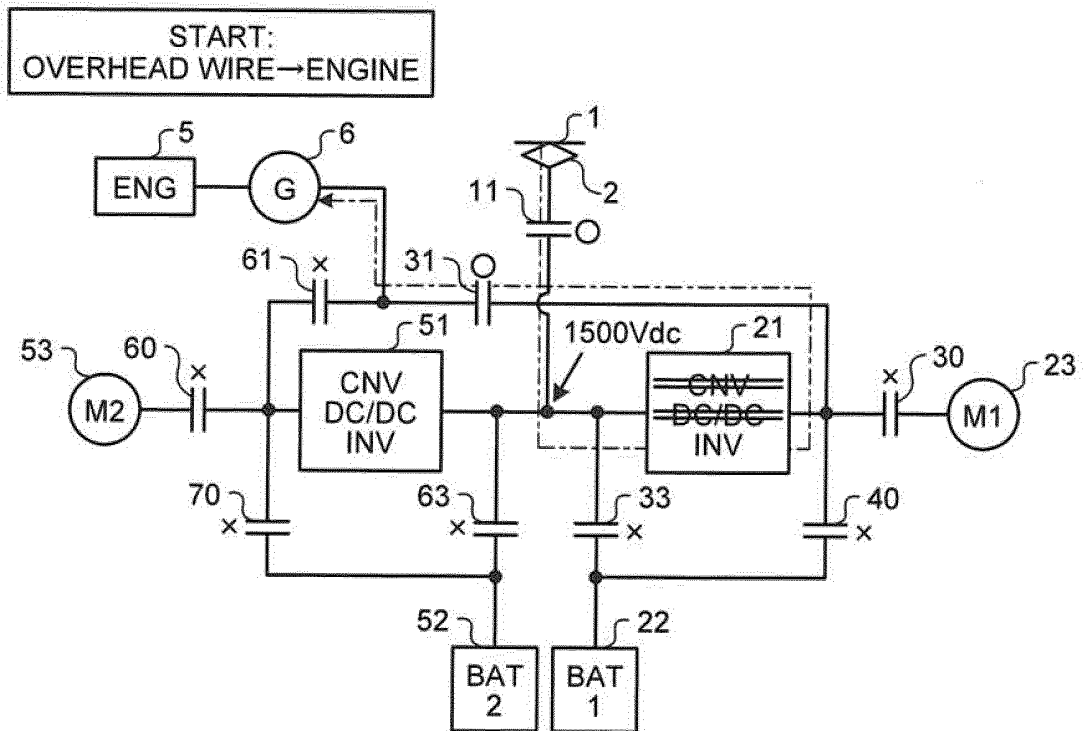 START:
OVERHEAD WIRE→ENGINE
5
6
1
ENG
G
2
11
61
×
31
1500Vdc
51
21
53
60
×
30
×
23
M2
CNV
DC/DC
INV
CNV
DC/DC
INV
M1
70
×
63
×
33
×
40
×
52
22
BAT
2
BAT
1